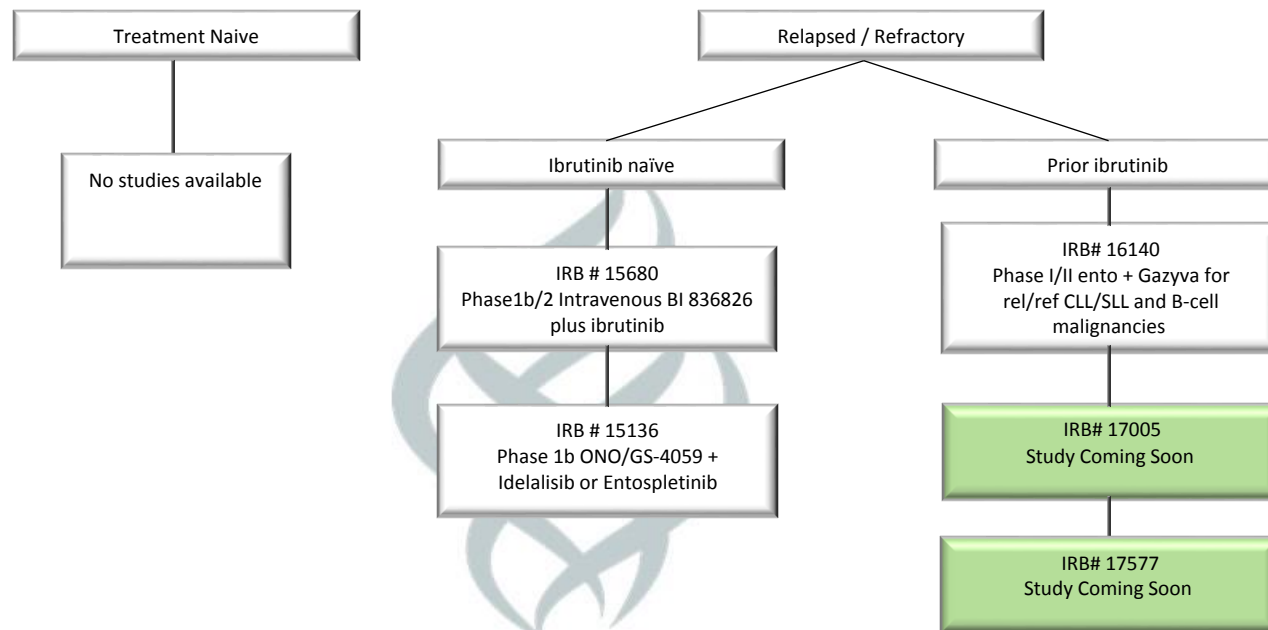 Treatment Naive
Relapsed / Refractory
No studies available
Ibrutinib naïve
Prior ibrutinib
IRB # 15680
Phase1b/2 Intravenous BI 836826
plus ibrutinib
IRB# 16140
Phase I/II ento + Gazyva for
rel/ref CLL/SLL and B-cell
malignancies
IRB # 15136
Phase 1b ONO/GS-4059 +
Idelalisib or Entospletinib
IRB# 17005
Study Coming Soon
IRB# 17577
Study Coming Soon